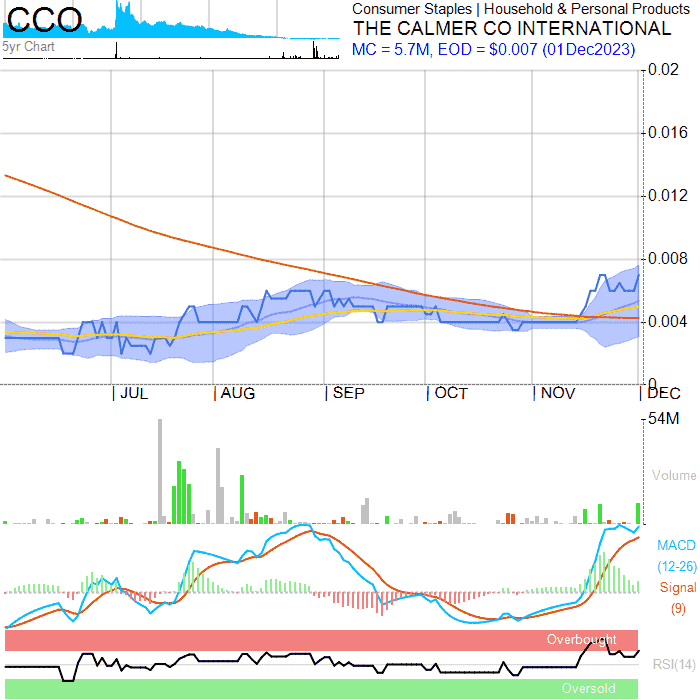 CCO
5yr Chart
Consumer Staples | Household & Personal Products
THE CALMER CO INTERNATIONAL
MC = 5.7M, EOD = $0.007 (01Dec2023)
0.02
0.016
0.012
0.008
0.004
0
| JUL | AUG | SEP | OCT | NOV | DEC
54M
Volume
MACD
(12-26)
Signal
(9)
Overbought
RSI(14)
Oversold